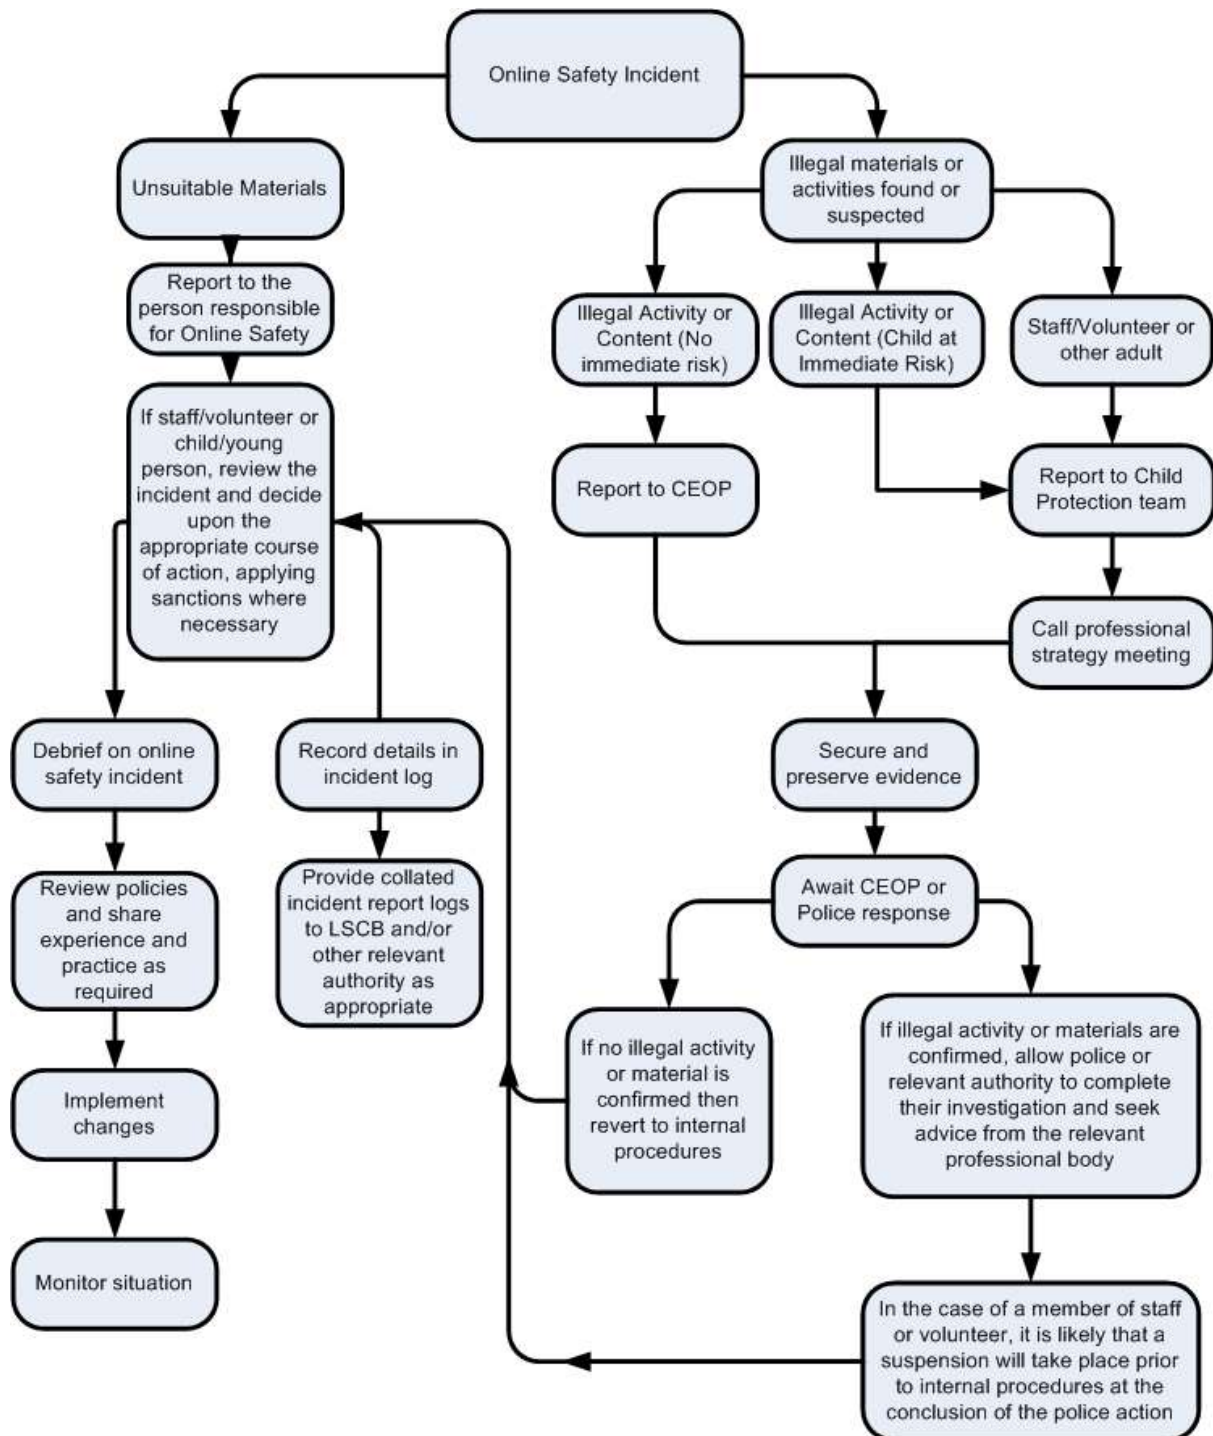 Online Safety Incident
Unsuitable Materials
Illegal materials or
activities found or
suspected
Report to the
person responsible
for Online Safety
Illegal Activity or
Content (No
immediate risk)
Illegal Activity or
Content (Child at
Immediate Risk)
Staff/Volunteer or
other adult
If staff/volunteer or
child/young
person, review the
incident and decide
upon the
appropriate course
of action, applying
sanctions where
necessary
Report to CEOP
Report to Child
Protection team
Call professional
strategy meeting
Debrief on online
safety incident
Record details in
incident log
Secure and
preserve evidence
Review policies
and share
experience and
practice as
required
Provide collated
incident report logs
to LSCB and/or
other relevant
authority as
appropriate
Await CEOP or
Police response
If no illegal activity
or material is
confirmed then
revert to internal
procedures
If illegal activity or materials are
confirmed, allow police or
relevant authority to complete
their investigation and seek
advice from the relevant
professional body
Implement
changes
Monitor situation
In the case of a member of staff
or volunteer, it is likely that a
suspension will take place prior
to internal procedures at the
conclusion of the police action